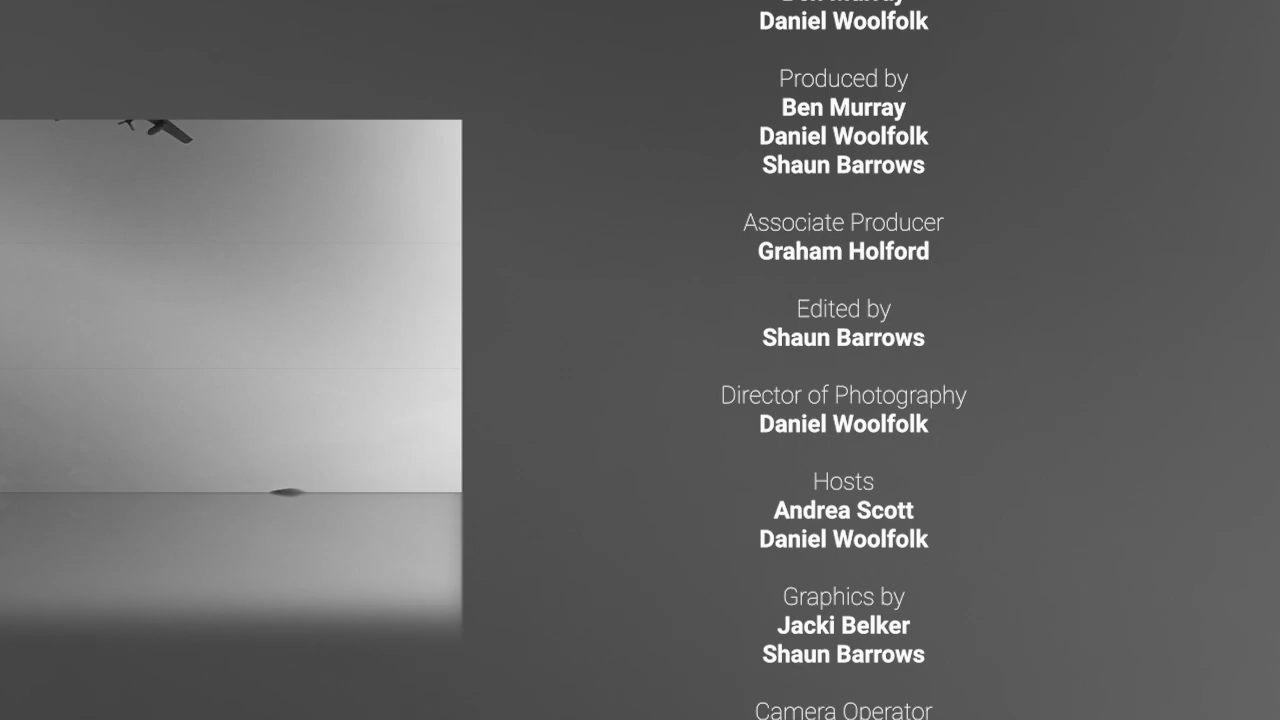 Daniel Woolfolk
Produced by
Ben Murray
Daniel Woolfolk
Shaun Barrows
Associate Producer
Graham Holford
Edited by
Shaun Barrows
Director of Photography
Daniel Woolfolk
Hosts
Andrea Scott
Daniel Woolfolk
Graphics by
Jacki Belker
Shaun Barrows
Camera Operator